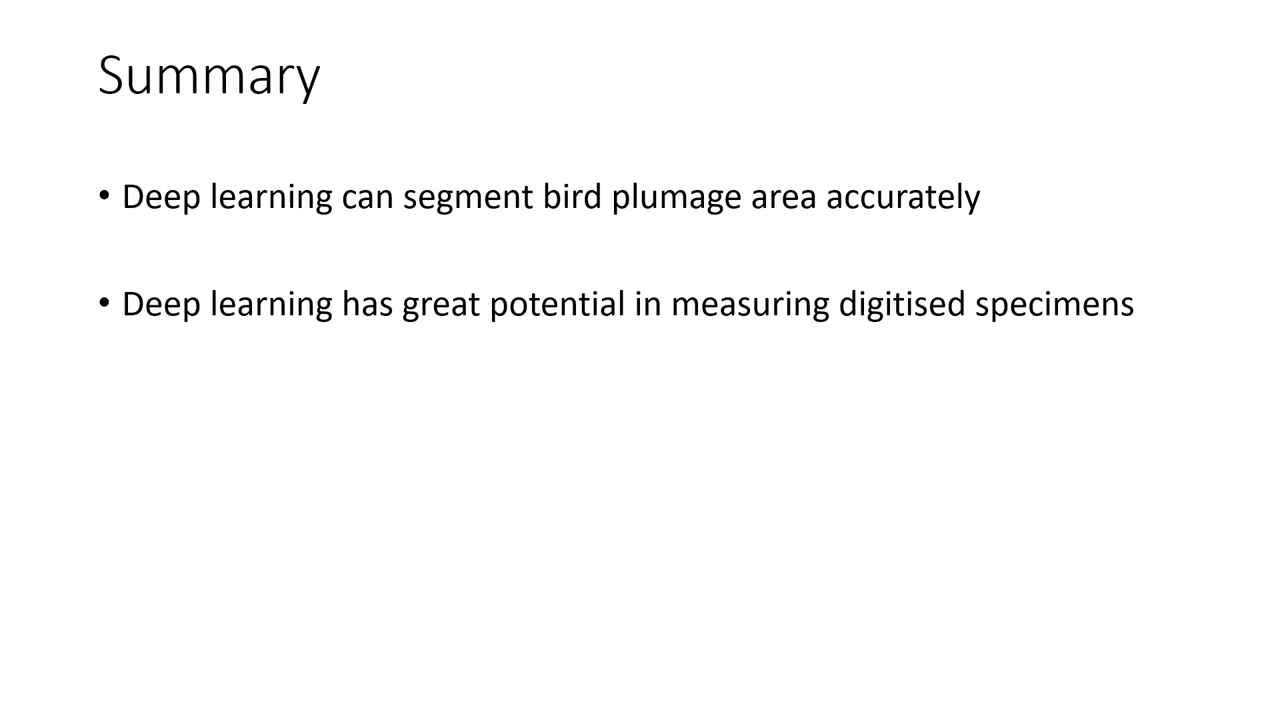 Summary
• Deep learning can segment bird plumage area accurately
• Deep learning has great potential in measuring digitised specimens